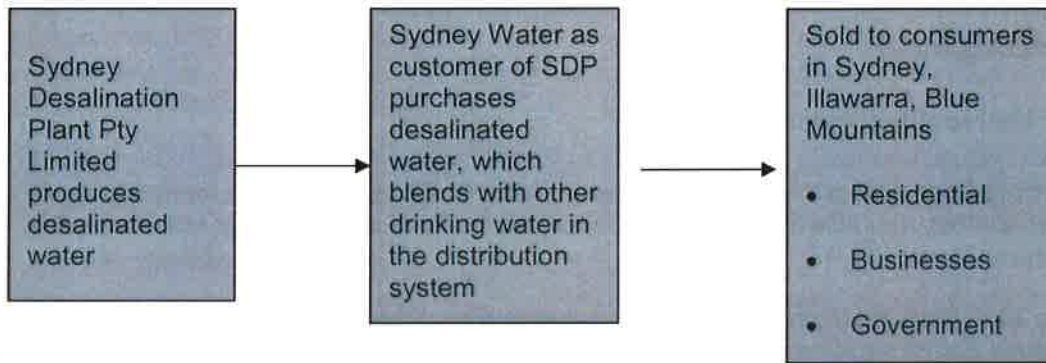 Sydney
Desalination
Plant Pty
Limited
produces
desalinated
water
Sydney Water as
customer of SDP
purchases
desalinated
water, which
blends with other
drinking water in
the distribution
system
Sold to consumers
in Sydney,
Illawarra, Blue
Mountains
• Residential
• Businesses
• Government